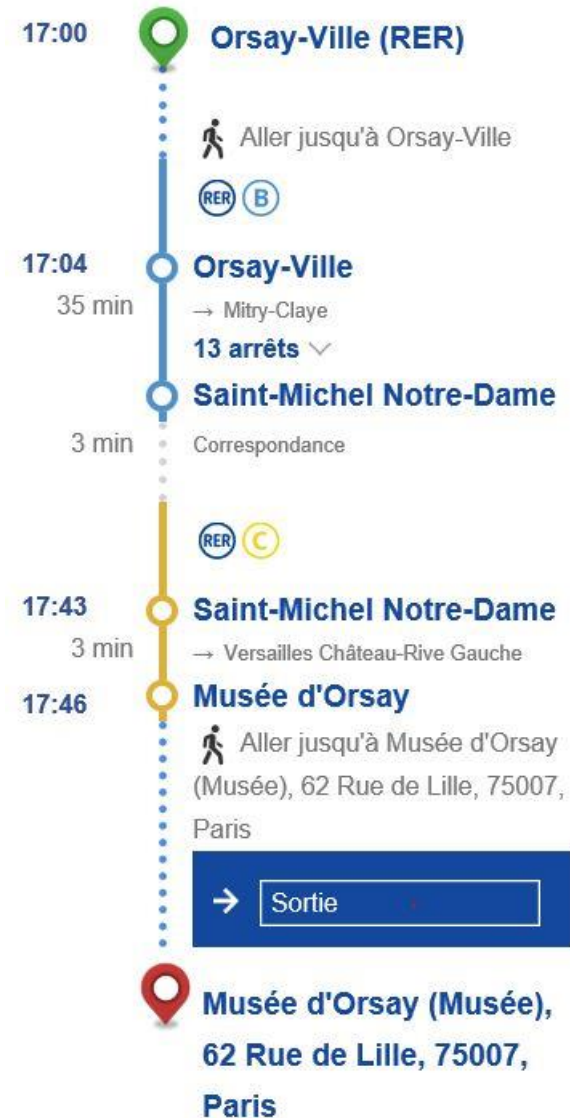 17:00 Orsay-Ville (RER)
Aller jusqu'à Orsay-Ville
RER B
17:04 Orsay-Ville
35 min → Mitry-Claye
13 arrêts
Saint-Michel Notre-Dame
3 min Correspondance
RER C
17:43 Saint-Michel Notre-Dame
3 min → Versailles Château-Rive Gauche
17:46 Musée d'Orsay
Aller jusqu'à Musée d'Orsay
(Musée), 62 Rue de Lille, 75007,
Paris
→ Sortie
Musée d'Orsay (Musée),
62 Rue de Lille, 75007,
Paris